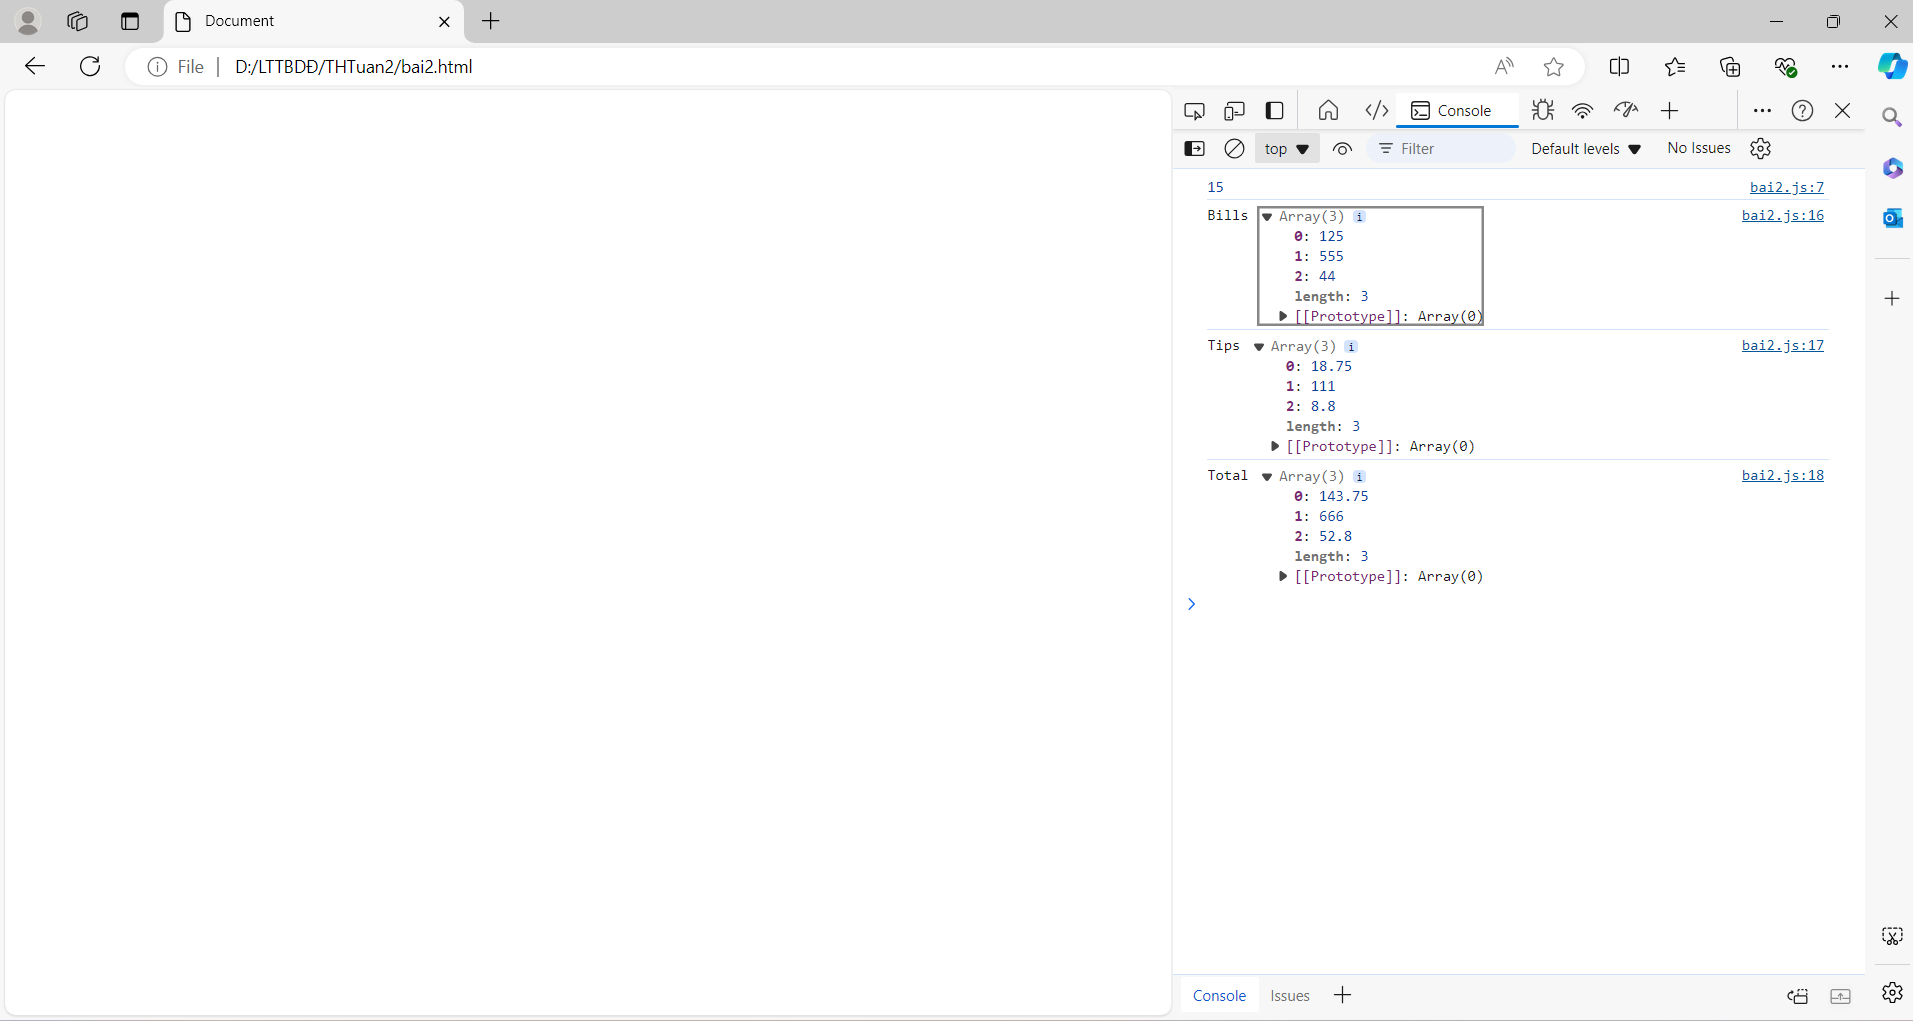 Document
File D:/LTTBDĐ/THTuan2/bai2.html
Console
top Filter Default levels No Issues
15 bai2.js:7
Bills Array(3) i bai2.js:16
0: 125
1: 555
2: 44
length: 3
[[Prototype]]: Array(0)
Tips Array(3) i bai2.js:17
0: 18.75
1: 111
2: 8.8
length: 3
[[Prototype]]: Array(0)
Total Array(3) i bai2.js:18
0: 143.75
1: 666
2: 52.8
length: 3
[[Prototype]]: Array(0)
Console Issues